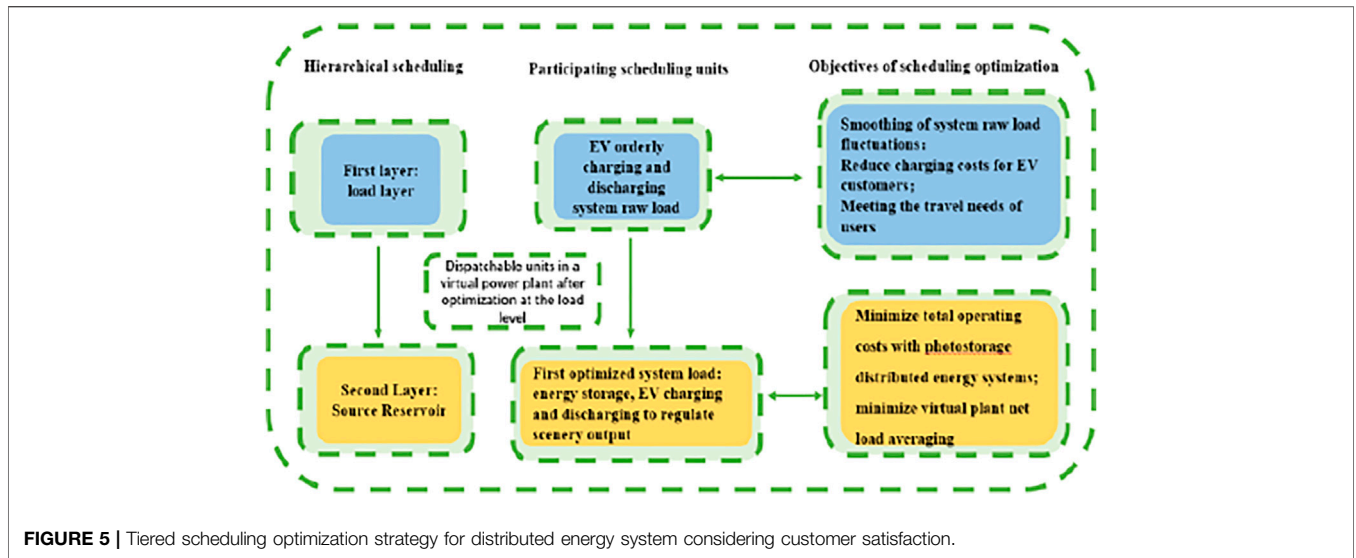 Hierarchical scheduling
Participating scheduling units
Objectives of scheduling optimization
First layer:
load layer
EV orderly
charging and
discharging
system raw load
Smoothing of system raw load
fluctuations;
Reduce charging costs for EV
customers;
Meeting the travel needs of
users
Dispatchable units in a
virtual power plant after
optimization at the load
level
Second Layer:
Source Reservoir
First optimized system load:
energy storage, EV charging
and discharging to regulate
scenery output
Minimize total operating
costs with photostorage
distributed energy systems;
minimize virtual plant net
load averaging
FIGURE 5 | Tiered scheduling optimization strategy for distributed energy system considering customer satisfaction.